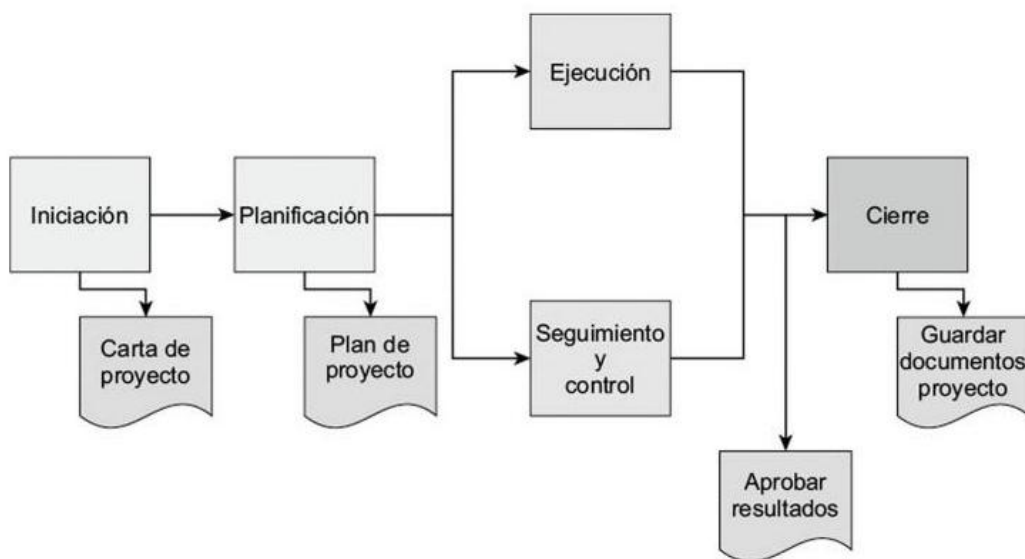 Ejecución
Iniciación
Planificación
Cierre
Carta de
proyecto
Plan de
proyecto
Seguimiento
y
control
Guardar
documentos
proyecto
Aprobar
resultados